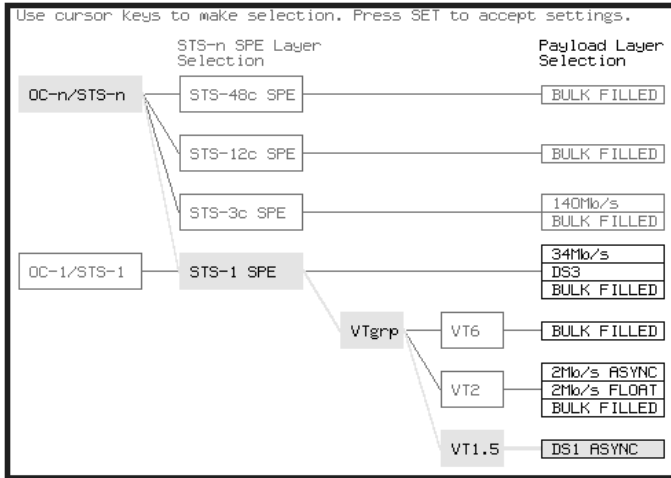 Use cursor Keys to make selection. Press SET to accept settings.
STS-n SPE Layer
Selection
Payload Layer
Selection
OC-n/STS-n
STS-48c SPE
BULK FILLED
STS-12c SPE
BULK FILLED
STS-3c SPE
140Mb/s
BULK FILLED
OC-1/STS-1
STS-1 SPE
34Mb/s
DS3
BULK FILLED
VTgrp
VT6
BULK FILLED
VT2
2Mb/s ASYNC
2Mb/s FLOAT
BULK FILLED
VT1.5
DS1 ASYNC